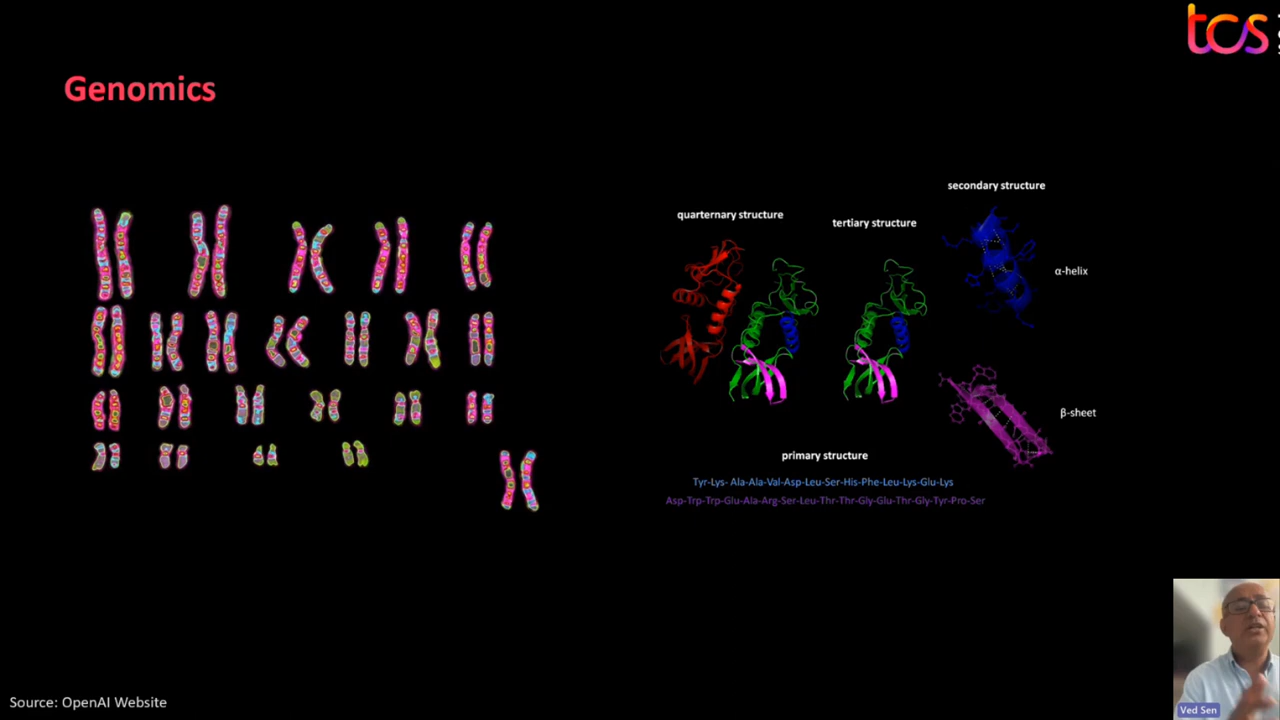 tcs
Genomics
secondary structure
quarternary structure
tertiary structure
α-helix
β-sheet
primary structure
Tyr-Lys- Ala-Ala-Val-Asp-Leu-Ser-His-Phe-Leu-Lys-Glu-Lys
Asp-Trp-Trp-Glu-Ala-Arg-Ser-Leu-Thr-Thr-Gly-Glu-Thr-Gly-Tyr-Pro-Ser
Source: OpenAI Website
Ved Sen